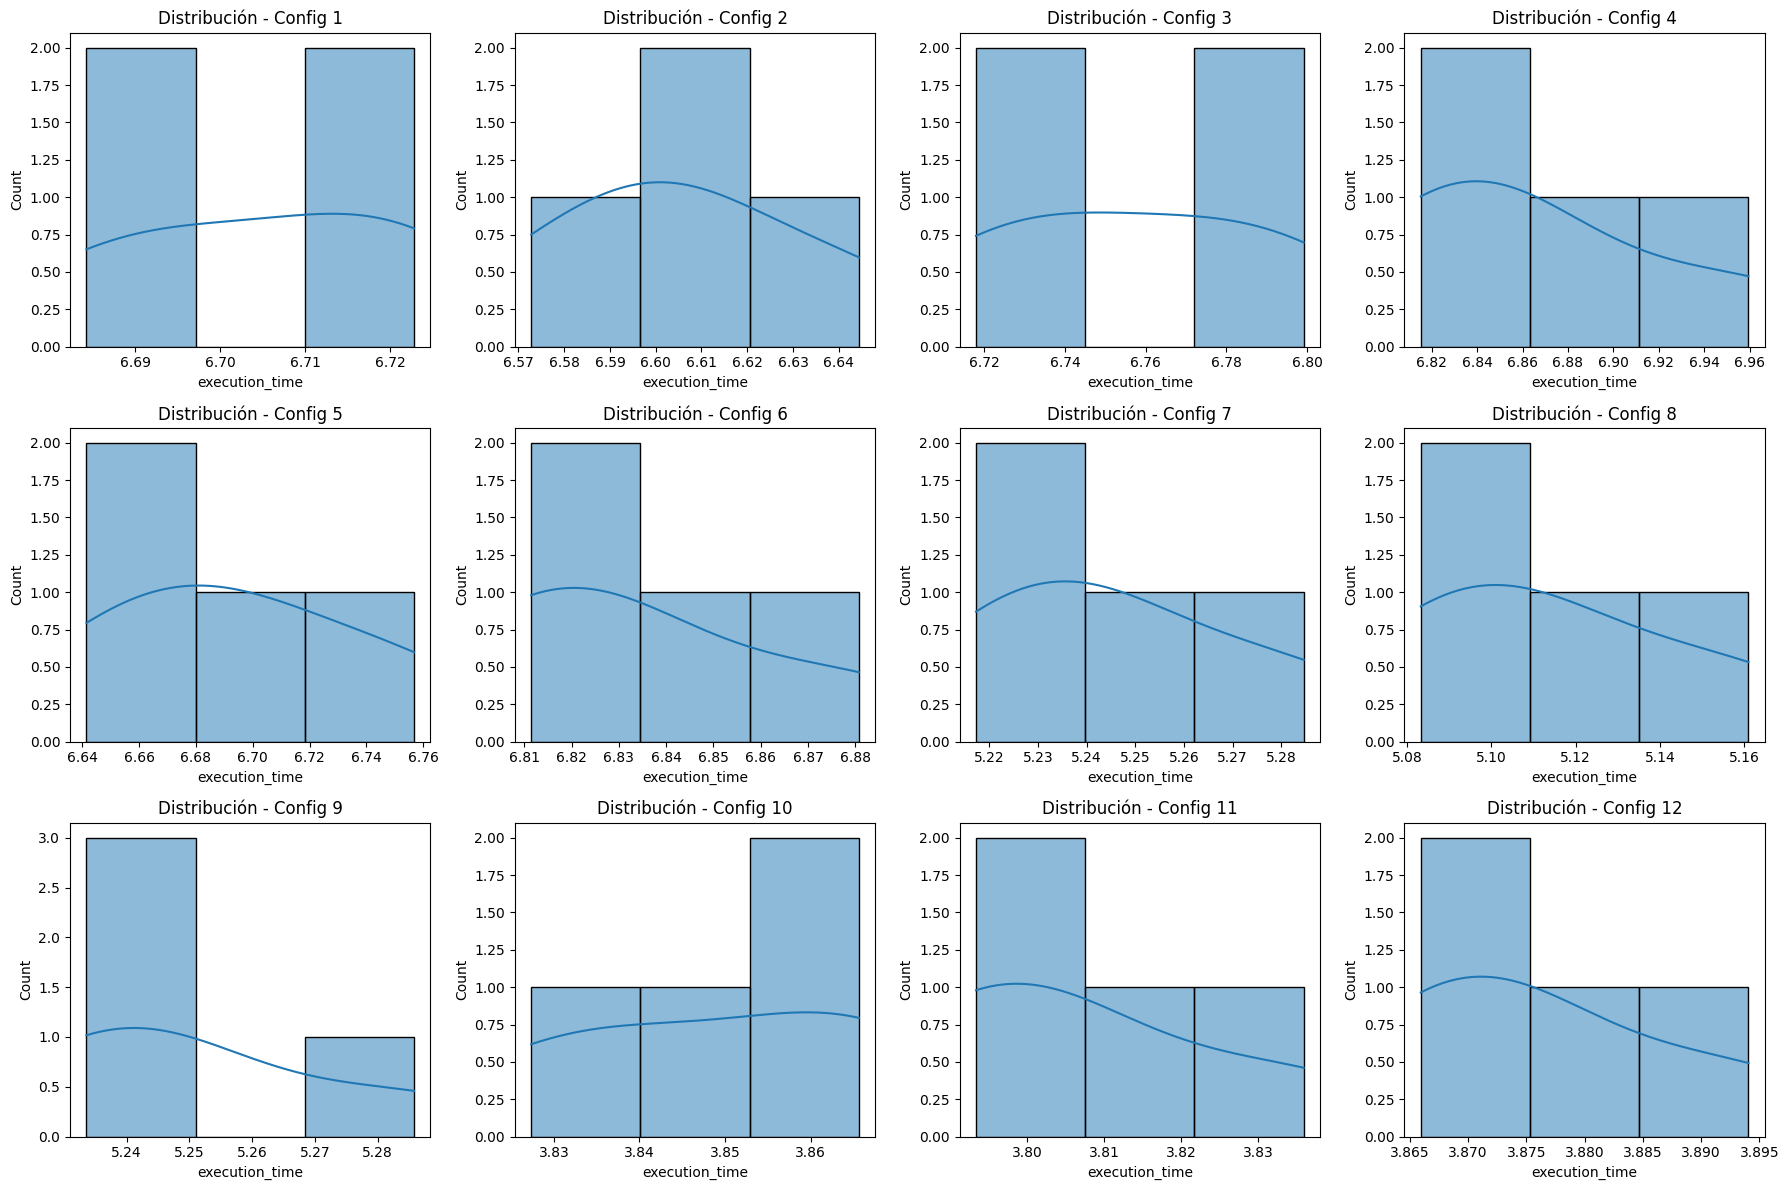 Distribución - Config 1
2.00
1.75
1.50
1.25
1.00
0.75
0.50
0.25
0.00
Count
6.69 6.70 6.71 6.72
execution_time
Distribución - Config 2
2.00
1.75
1.50
1.25
1.00
0.75
0.50
0.25
0.00
Count
6.57 6.58 6.59 6.60 6.61 6.62 6.63 6.64
execution_time
Distribución - Config 3
2.00
1.75
1.50
1.25
1.00
0.75
0.50
0.25
0.00
Count
6.72 6.74 6.76 6.78 6.80
execution_time
Distribución - Config 4
2.00
1.75
1.50
1.25
1.00
0.75
0.50
0.25
0.00
Count
6.82 6.84 6.86 6.88 6.90 6.92 6.94 6.96
execution_time
Distribución - Config 5
2.00
1.75
1.50
1.25
1.00
0.75
0.50
0.25
0.00
Count
6.64 6.66 6.68 6.70 6.72 6.74 6.76
execution_time
Distribución - Config 6
2.00
1.75
1.50
1.25
1.00
0.75
0.50
0.25
0.00
Count
6.81 6.82 6.83 6.84 6.85 6.86 6.87 6.88
execution_time
Distribución - Config 7
2.00
1.75
1.50
1.25
1.00
0.75
0.50
0.25
0.00
Count
5.22 5.23 5.24 5.25 5.26 5.27 5.28
execution_time
Distribución - Config 8
2.00
1.75
1.50
1.25
1.00
0.75
0.50
0.25
0.00
Count
5.08 5.10 5.12 5.14 5.16
execution_time
Distribución - Config 9
3.0
2.5
2.0
1.5
1.0
0.5
0.0
Count
5.24 5.25 5.26 5.27 5.28
execution_time
Distribución - Config 10
2.00
1.75
1.50
1.25
1.00
0.75
0.50
0.25
0.00
Count
3.83 3.84 3.85 3.86
execution_time
Distribución - Config 11
2.00
1.75
1.50
1.25
1.00
0.75
0.50
0.25
0.00
Count
3.80 3.81 3.82 3.83
execution_time
Distribución - Config 12
2.00
1.75
1.50
1.25
1.00
0.75
0.50
0.25
0.00
Count
3.865 3.870 3.875 3.880 3.885 3.890 3.895
execution_time